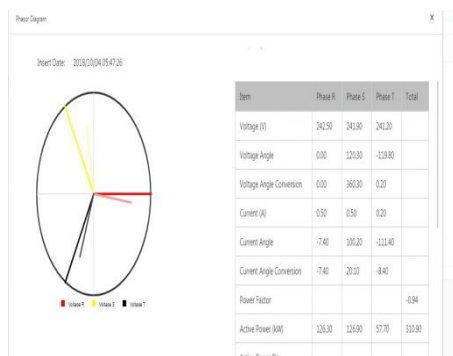 Phasor Diagram X
Insert Date: 2018/10/04 05:47:26
Item Phase R Phase S Phase T Total
Voltage (V) 242.50 241.90 241.20
Voltage Angle 0.00 120.30 -119.80
Voltage Angle Conversion 0.00 360.30 0.20
Current (A) 0.50 0.50 0.20
Current Angle -7.40 100.20 -111.40
Current Angle Conversion -7.40 20.10 -8.40
Power Factor -0.94
Active Power (kW) 126.30 126.90 57.70 310.90
Voltage R Voltage S Voltage T